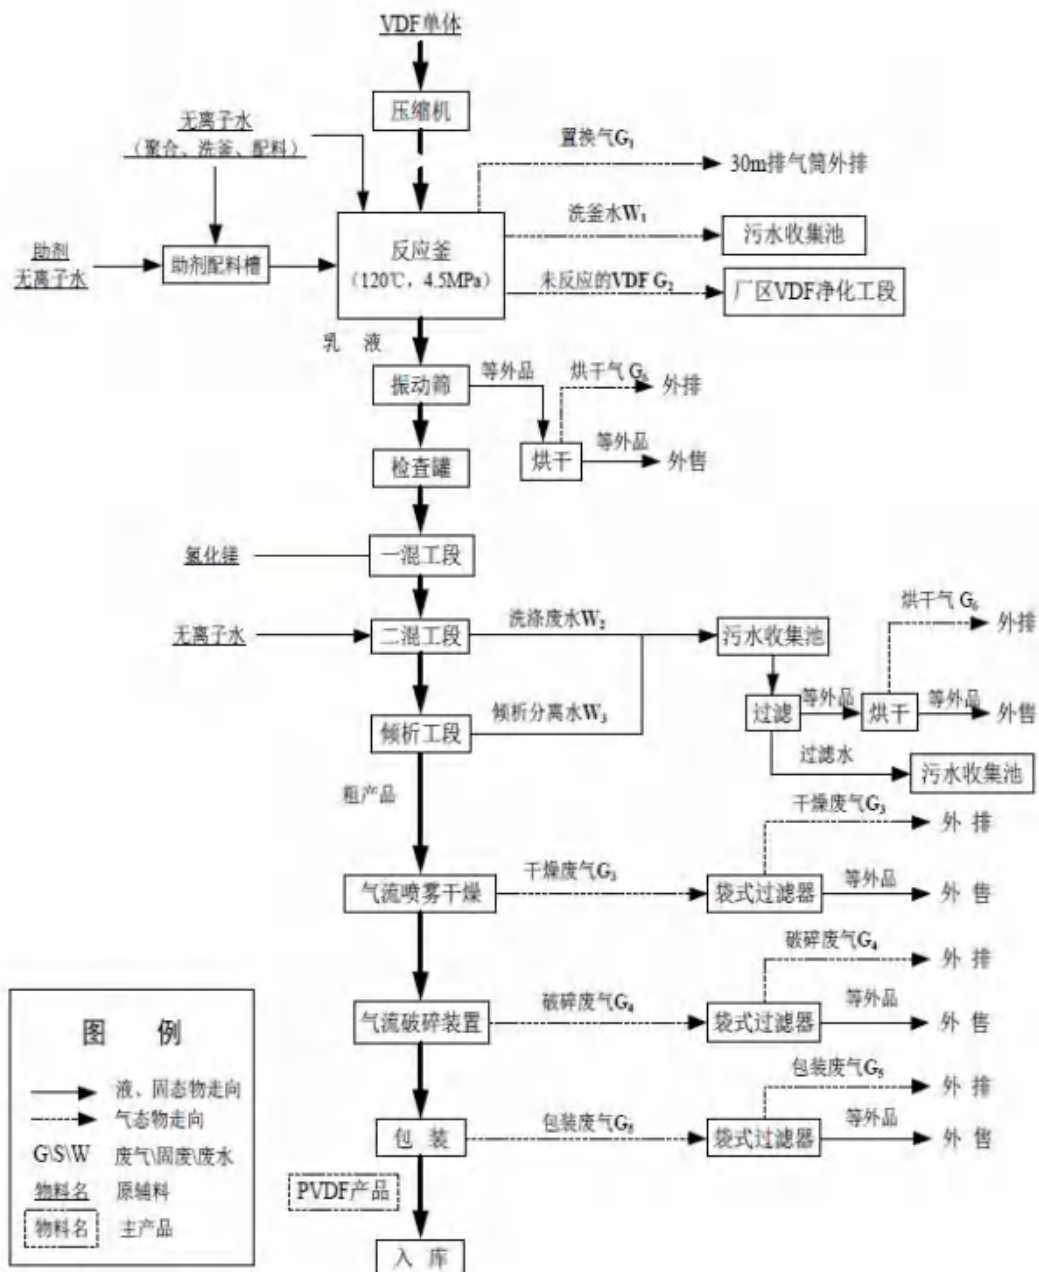 VDF单体
压缩机
无离子水
（聚合、洗釜、配料）
置换气G₁
30m排气筒外排
洗釜水W₁
污水收集池
反应釜
（120℃，4.5MPa）
助剂
无离子水
助剂配料槽
未反应的VDF G₂
厂区VDF净化工段
乳 液
振动筛
等外品
烘干气 G₆
外排
检查罐
烘干
等外品
外售
氯化镁
一混工段
无离子水
二混工段
洗涤废水W₂
污水收集池
烘干气 G₆
外排
倾析工段
倾析分离水W₃
过滤
等外品
烘干
等外品
外售
过滤水
污水收集池
粗产品
干燥废气G₃
外 排
气流喷雾干燥
干燥废气G₃
袋式过滤器
等外品
外 售
破碎废气G₄
外 排
气流破碎装置
破碎废气G₄
袋式过滤器
等外品
外 售
包装废气G₅
外 排
包 装
包装废气G₅
袋式过滤器
等外品
外 售
PVDF产品
入 库
图 例
液、固态物走向
气态物走向
G\S\W 废气\固废\废水
物料名 原辅料
物料名 主产品